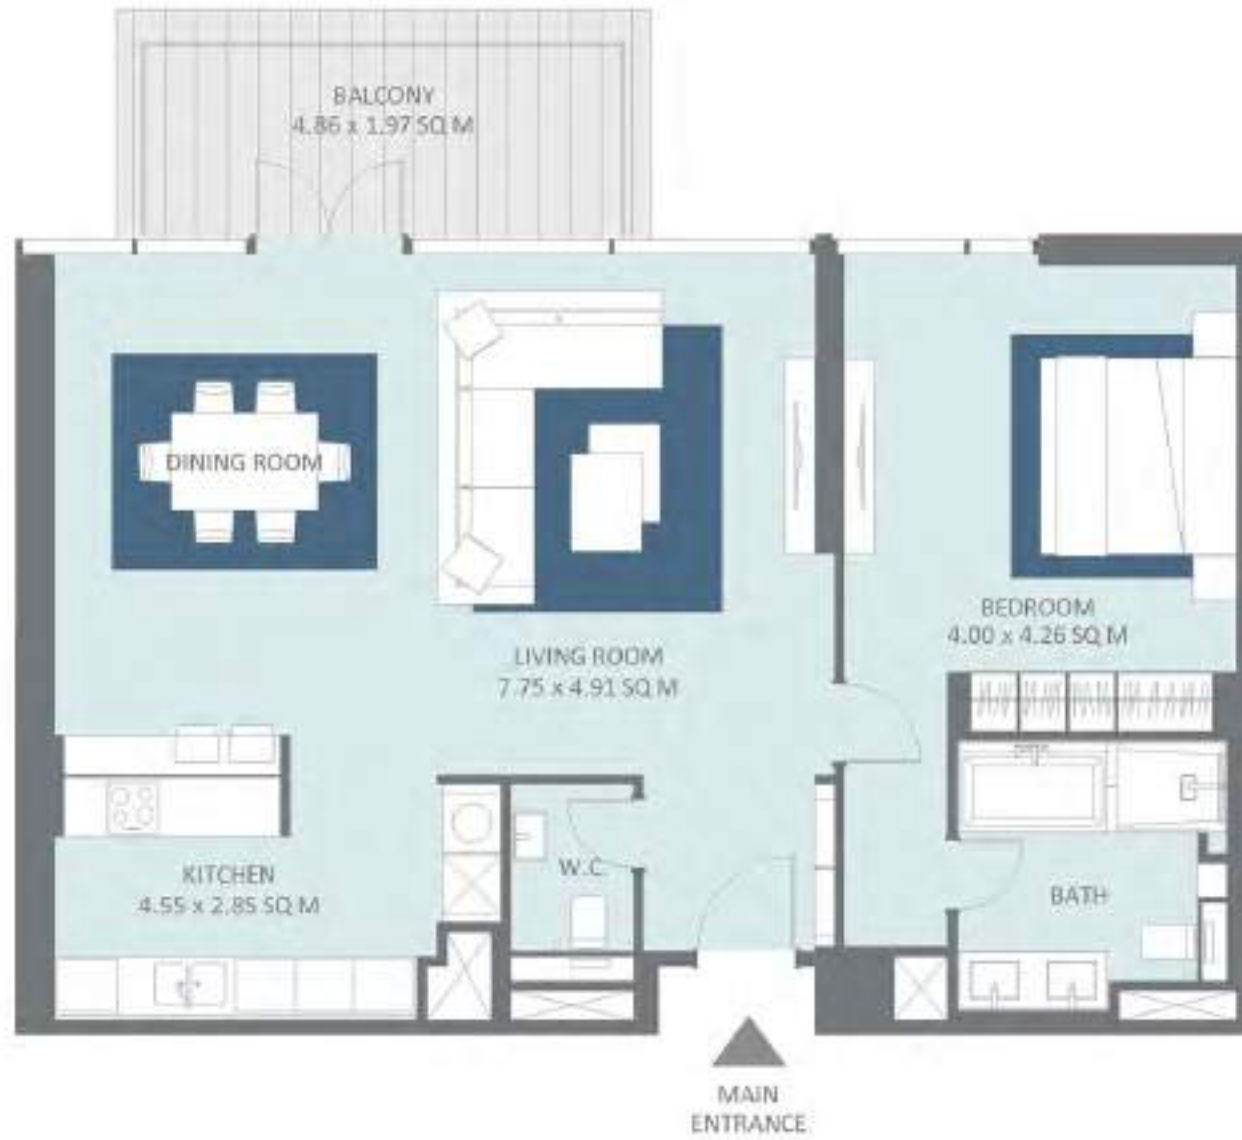 BALCONY
4.86 x 1.97 SQ M
DINING ROOM
BEDROOM
4.00 x 4.26 SQ M
LIVING ROOM
7.75 x 4.91 SQ M
KITCHEN
4.55 x 2.85 SQ M
W.C.
BATH
MAIN
ENTRANCE